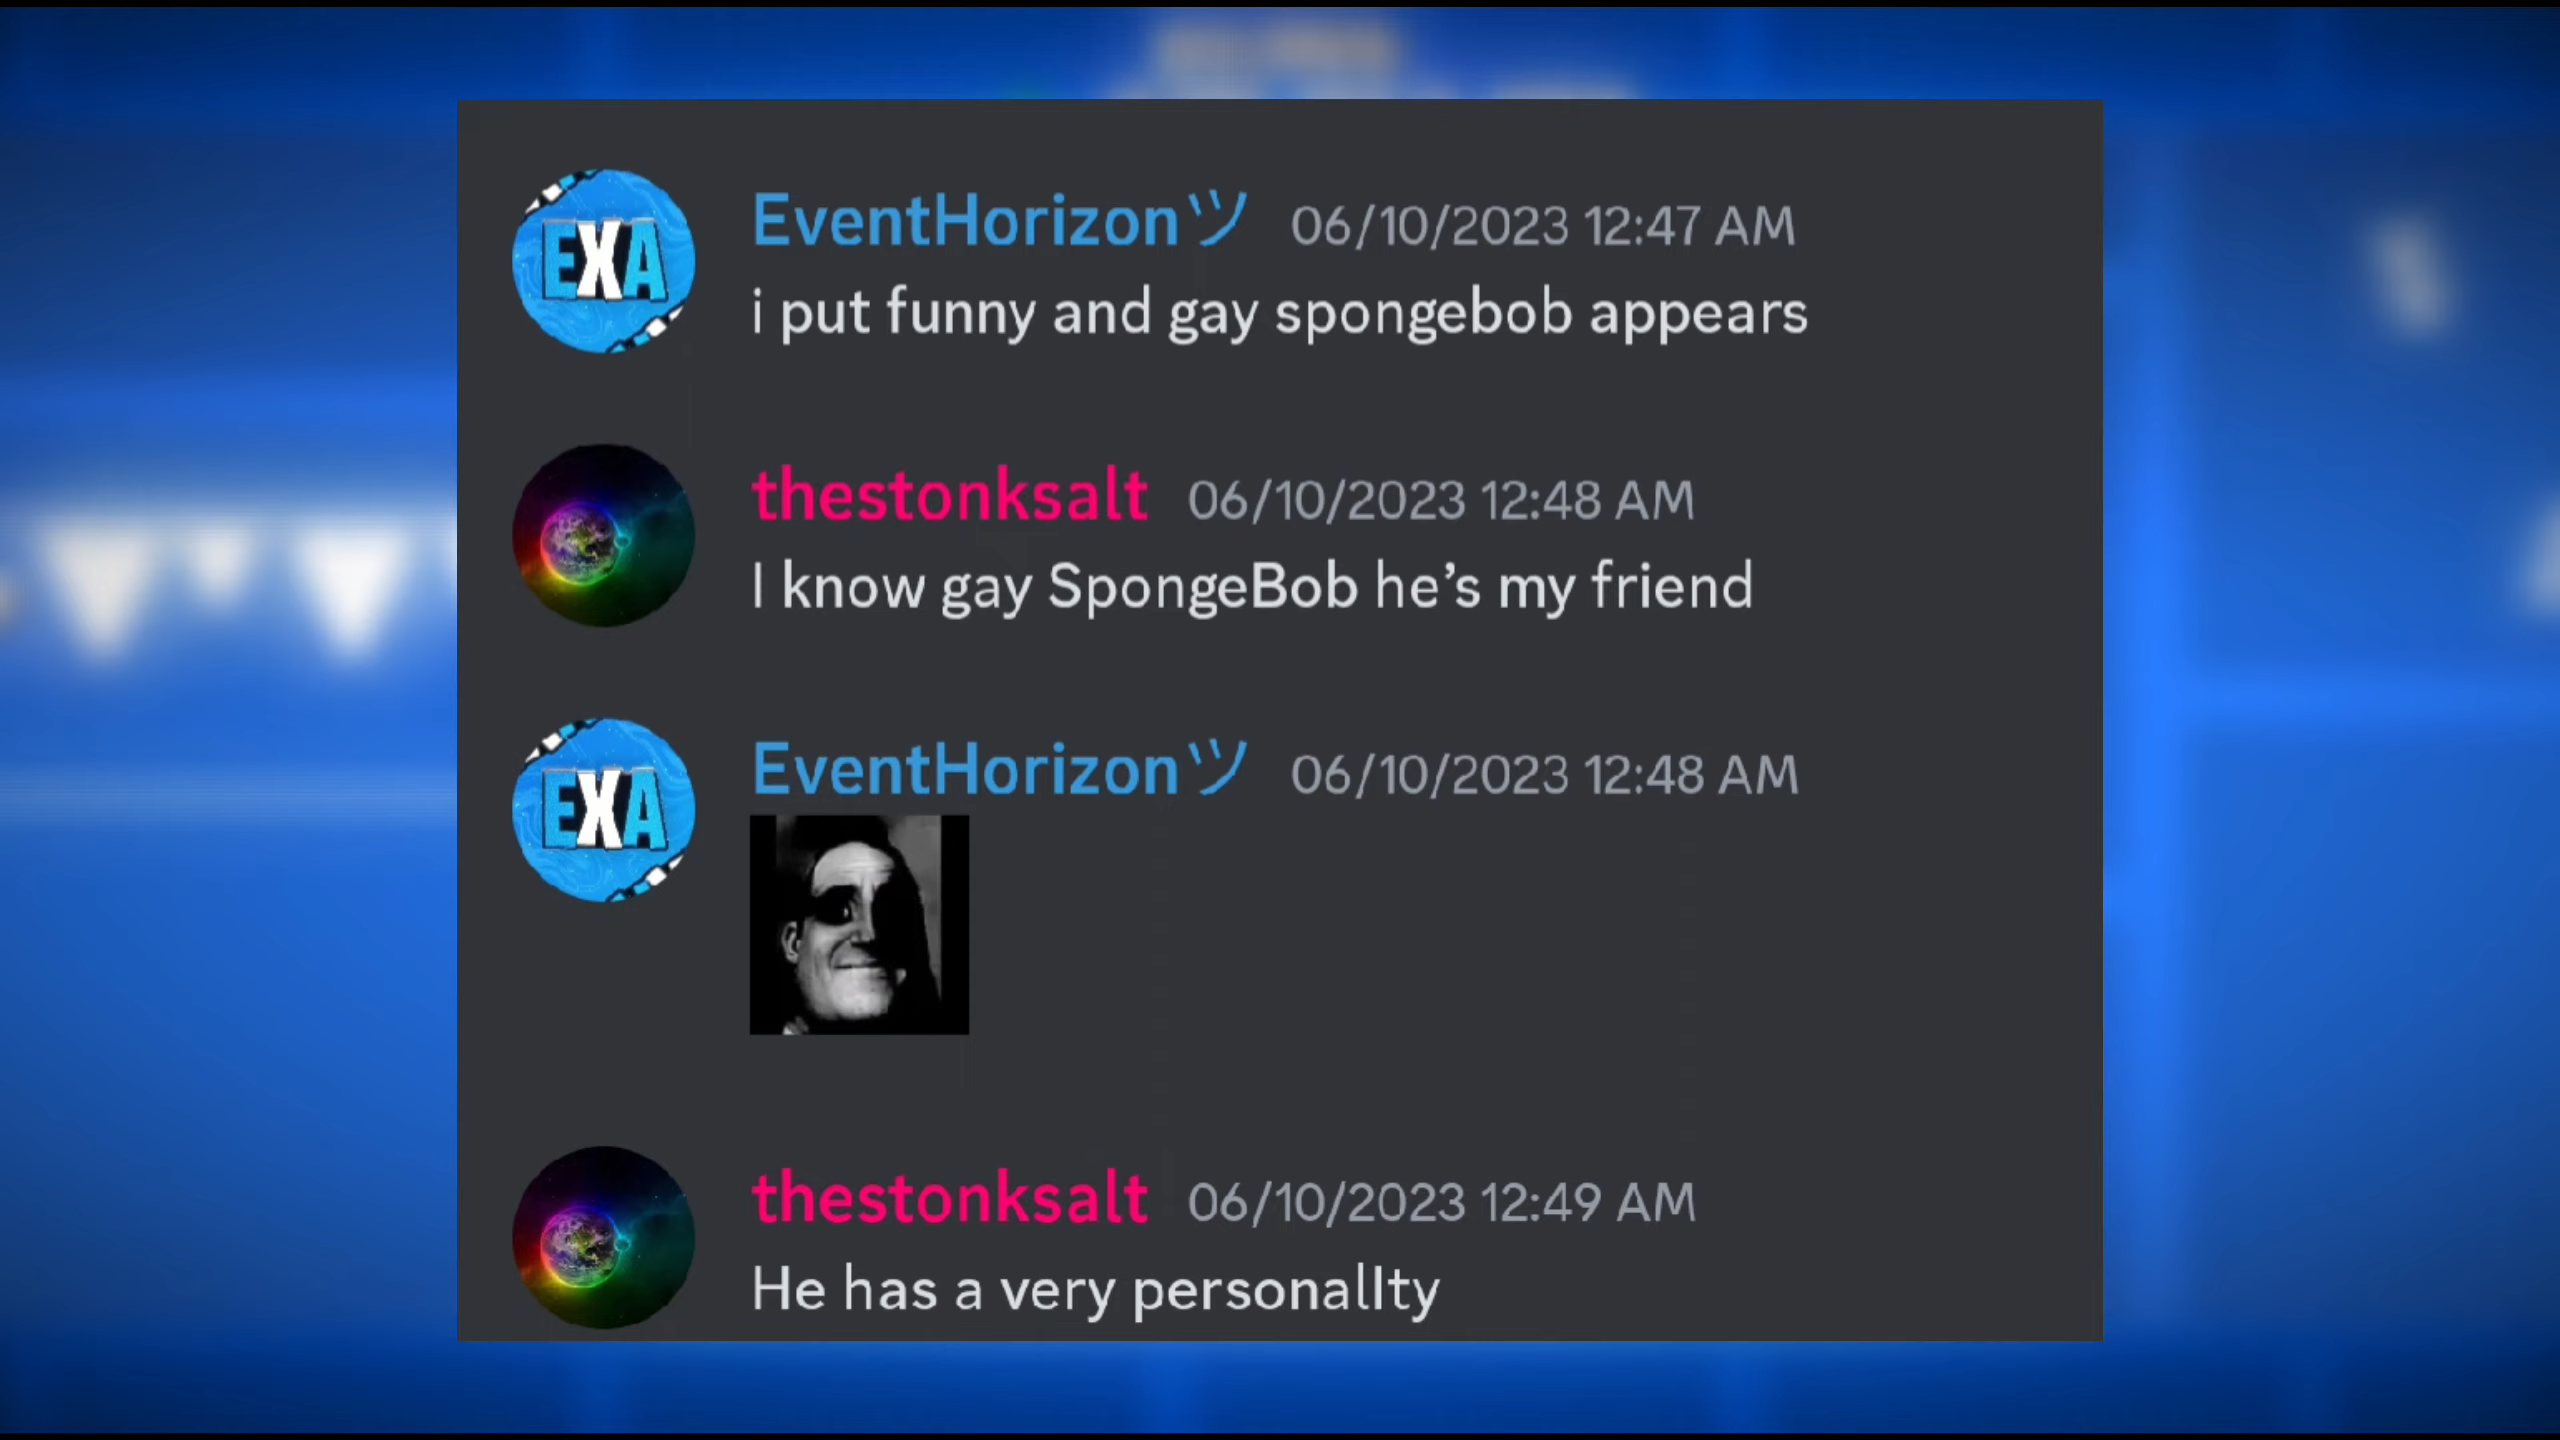 EXA
EventHorizonツ 06/10/2023 12:47 AM
i put funny and gay spongebob appears
thestonksalt 06/10/2023 12:48 AM
I know gay SpongeBob he’s my friend
EXA
EventHorizonツ 06/10/2023 12:48 AM
thestonksalt 06/10/2023 12:49 AM
He has a very personalIty